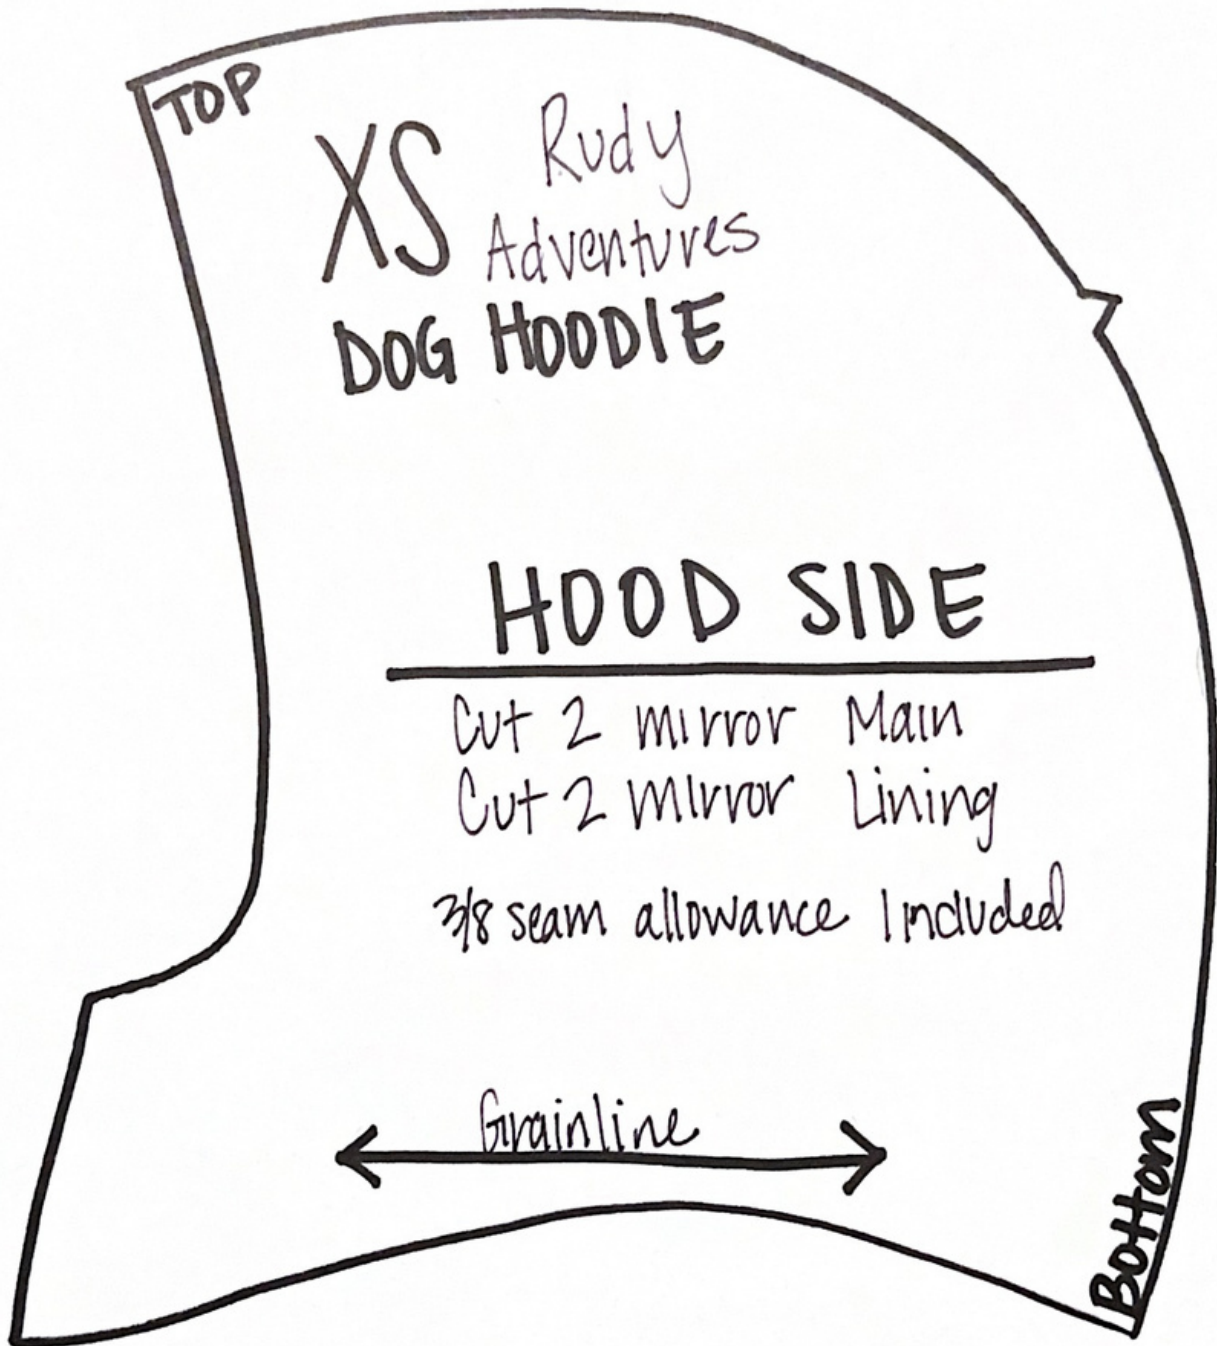 TOP
XS Rudy
Adventures
DOG HOODIE
HOOD SIDE
Cut 2 mirror Main
Cut 2 mirror Lining
3/8 seam allowance Included
Grainline
Bottom